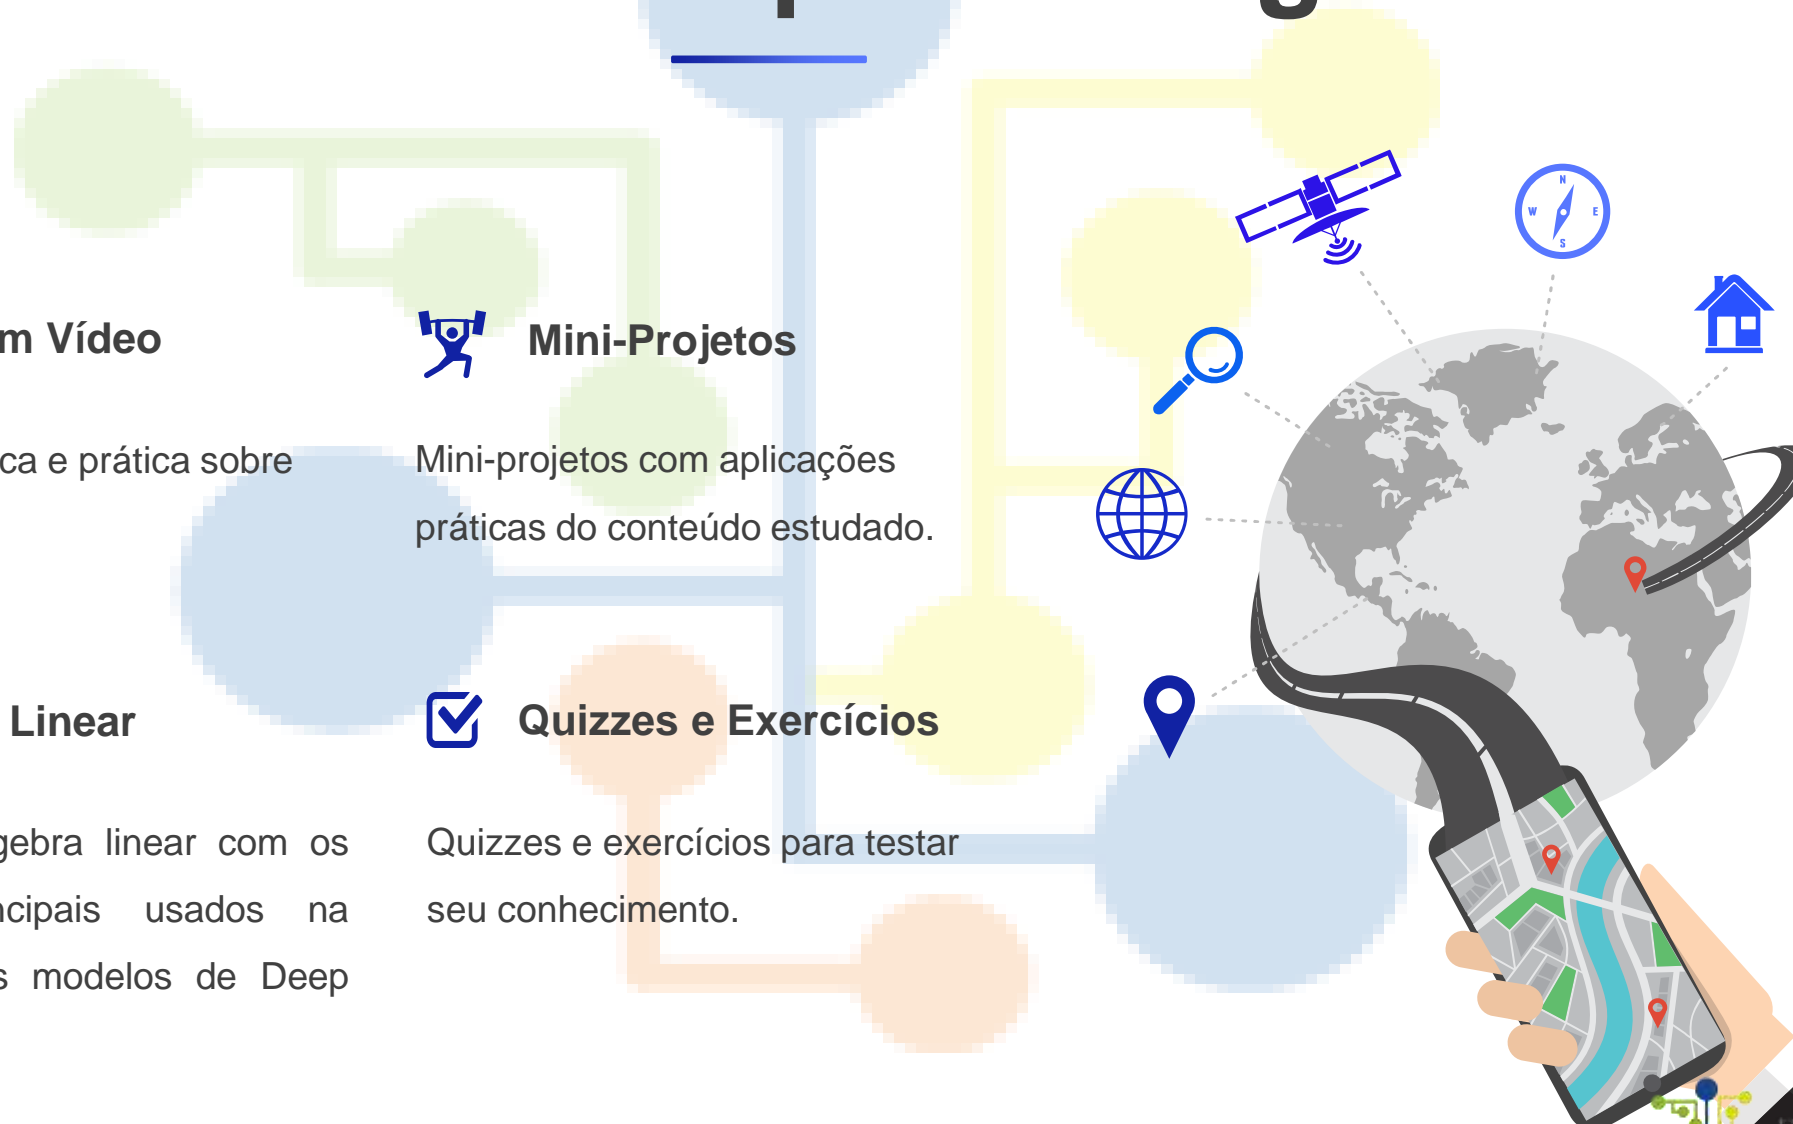 m Vídeo
Mini-Projetos
ca e prática sobre
Mini-projetos com aplicações
práticas do conteúdo estudado.
Linear
Quizzes e Exercícios
gebra linear com os
ncipais usados na
s modelos de Deep
Quizzes e exercícios para testar
seu conhecimento.
N
W E
S